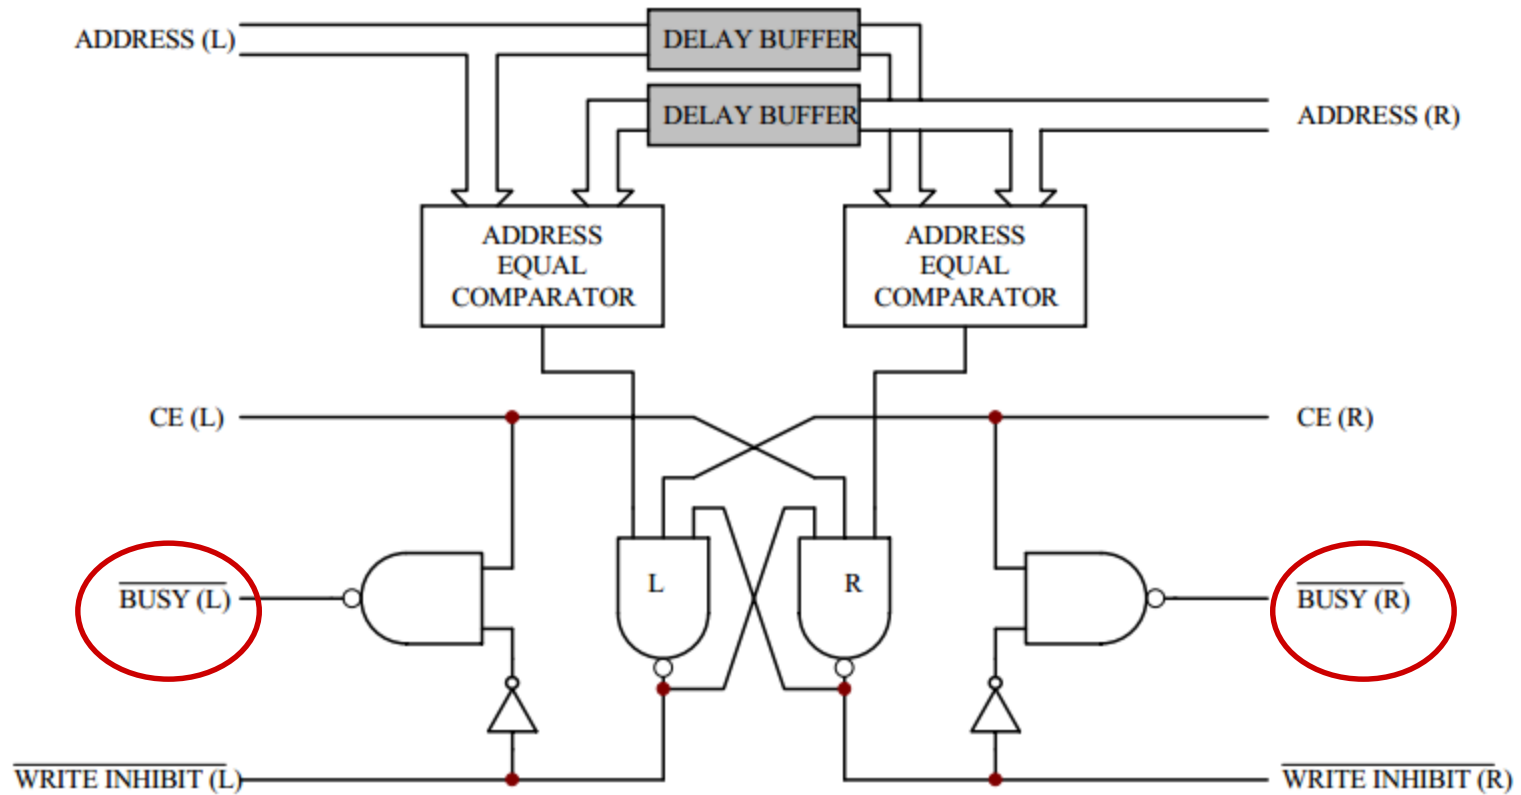 ADDRESS (L)
DELAY BUFFER
DELAY BUFFER
ADDRESS (R)
ADDRESS
EQUAL
COMPARATOR
ADDRESS
EQUAL
COMPARATOR
CE (L)
CE (R)
L
R
BUSY (L)
BUSY (R)
WRITE INHIBIT (L)
WRITE INHIBIT (R)